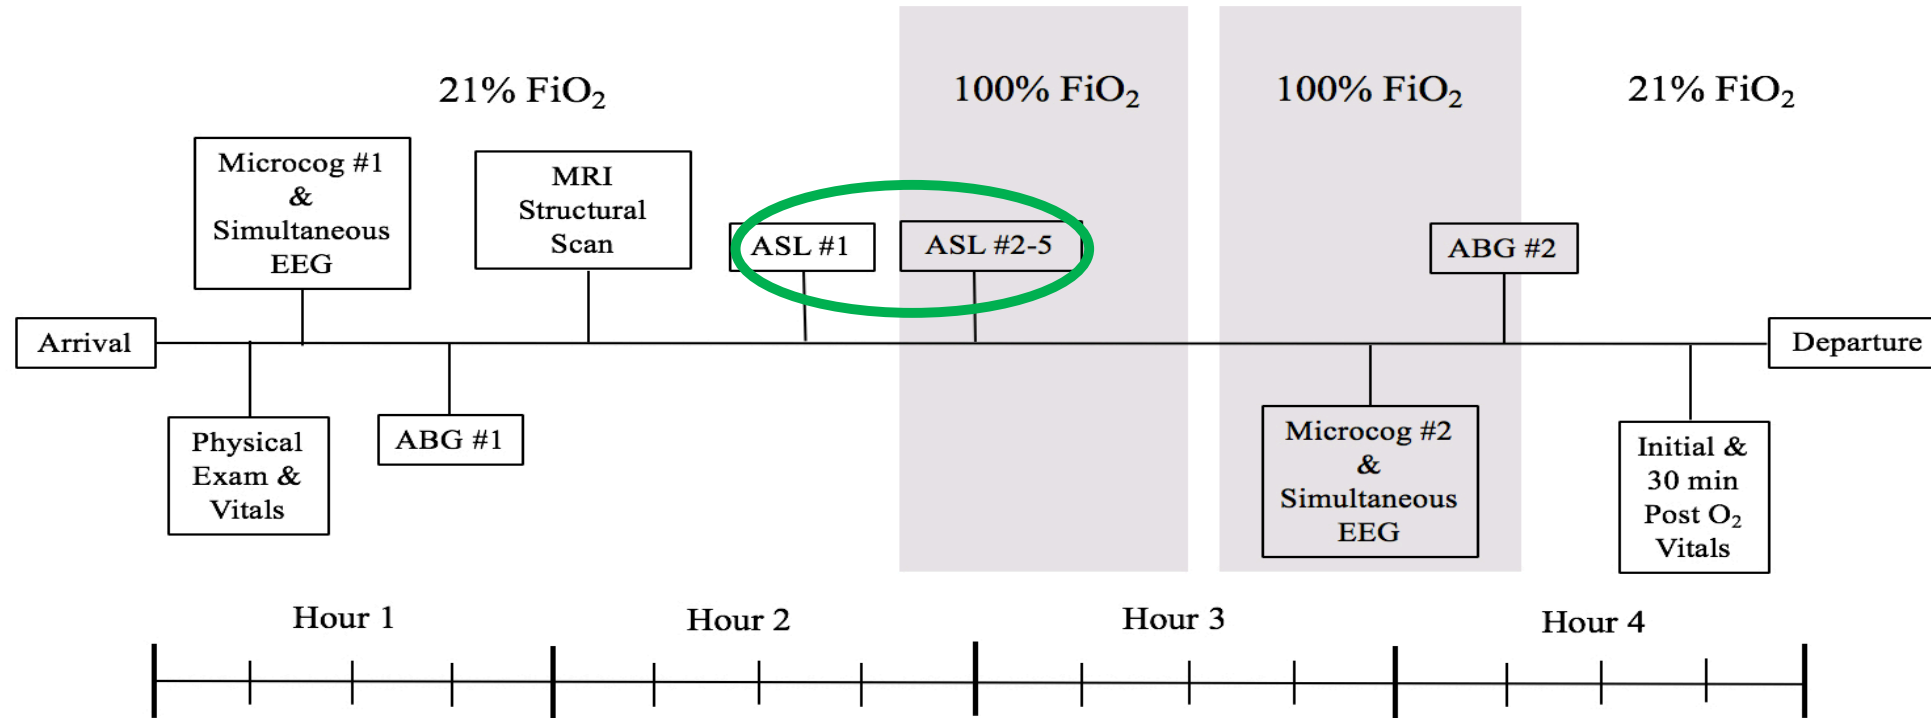 21% FiO₂
100% FiO₂
100% FiO₂
21% FiO₂
Microcog #1
&
Simultaneous
EEG
MRI
Structural
Scan
ASL #1
ASL #2-5
ABG #2
Arrival
Departure
Physical
Exam &
Vitals
ABG #1
Microcog #2
&
Simultaneous
EEG
Initial &
30 min
Post O₂
Vitals
Hour 1
Hour 2
Hour 3
Hour 4